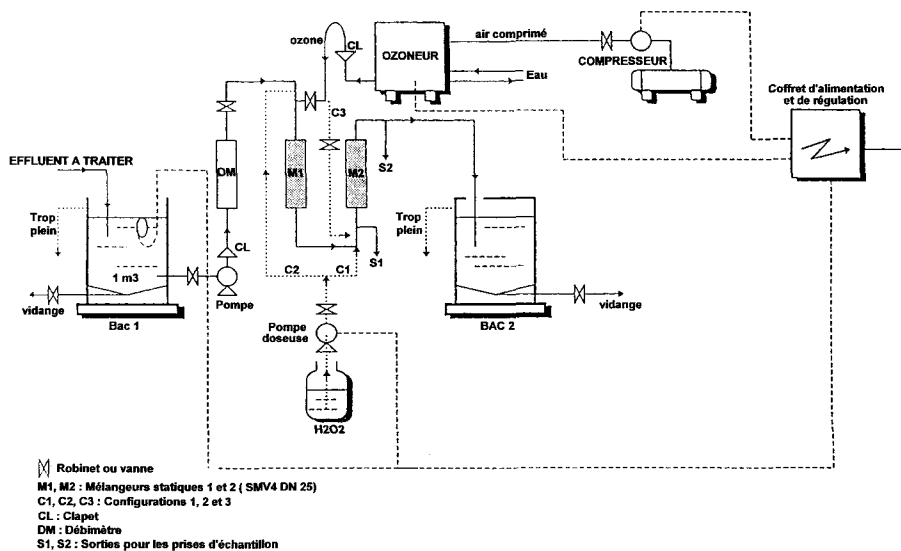 ozone
CL
OZONEUR
air comprimé
COMPRESSEUR
Eau
Coffret d'alimentation
et de régulation
C3
EFFLUENT A TRAITER
DM
M1
M2
S2
Trop
plein
CL
1 m3
S1
Trop
plein
C2
C1
vidange
Bac 1
Pompe
Pompe
doseuse
BAC 2
vidange
H2O2
Robinet ou vanne
M1, M2 : Mélangeurs statiques 1 et 2 ( SMV4 DN 25)
C1, C2, C3 : Configurations 1, 2 et 3
CL : Clapet
DM : Débimètre
S1, S2 : Sorties pour les prises d'échantillon